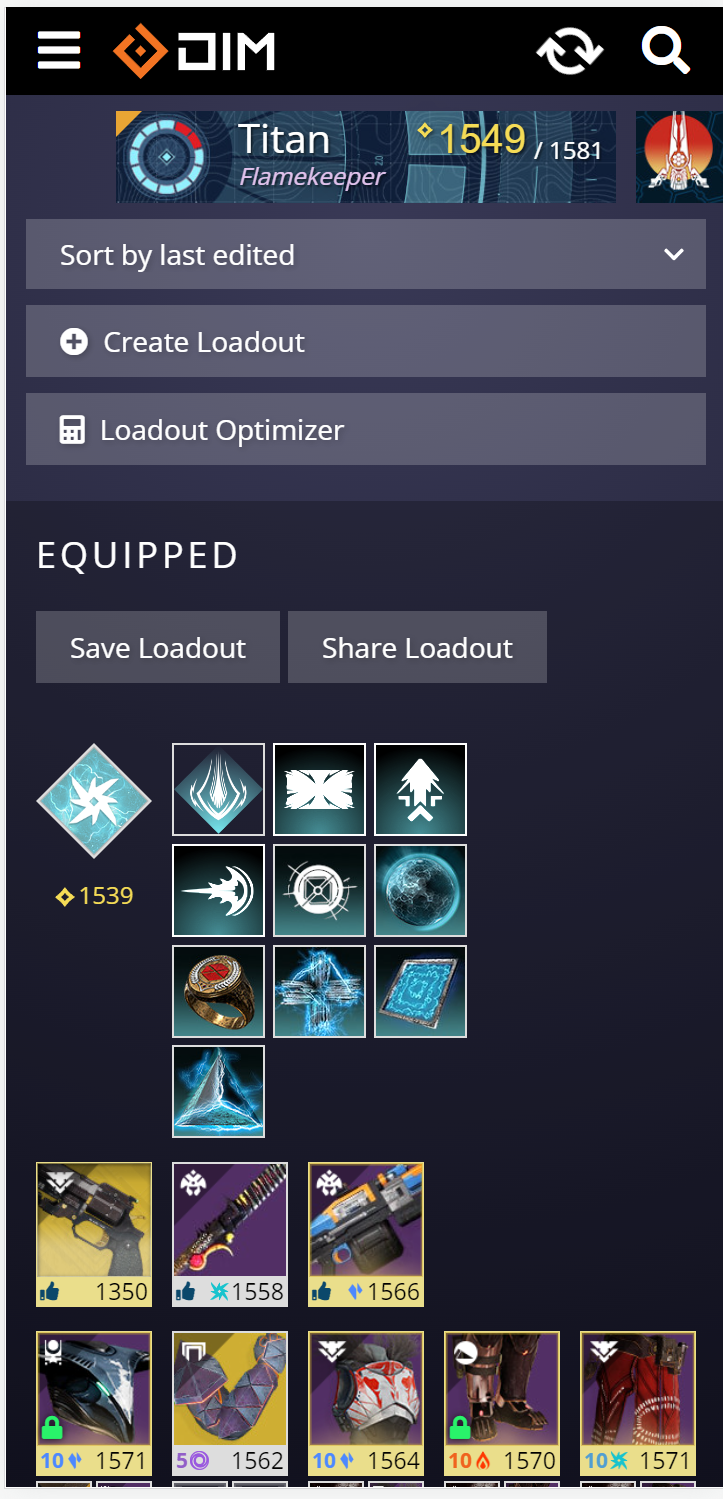 DIM
Titan
1549 / 1581
Flamekeeper
Sort by last edited
Create Loadout
Loadout Optimizer
EQUIPPED
Save Loadout
Share Loadout
1539
1350
1558
1566
10 1571
5 1562
10 1564
10 1570
10 1571